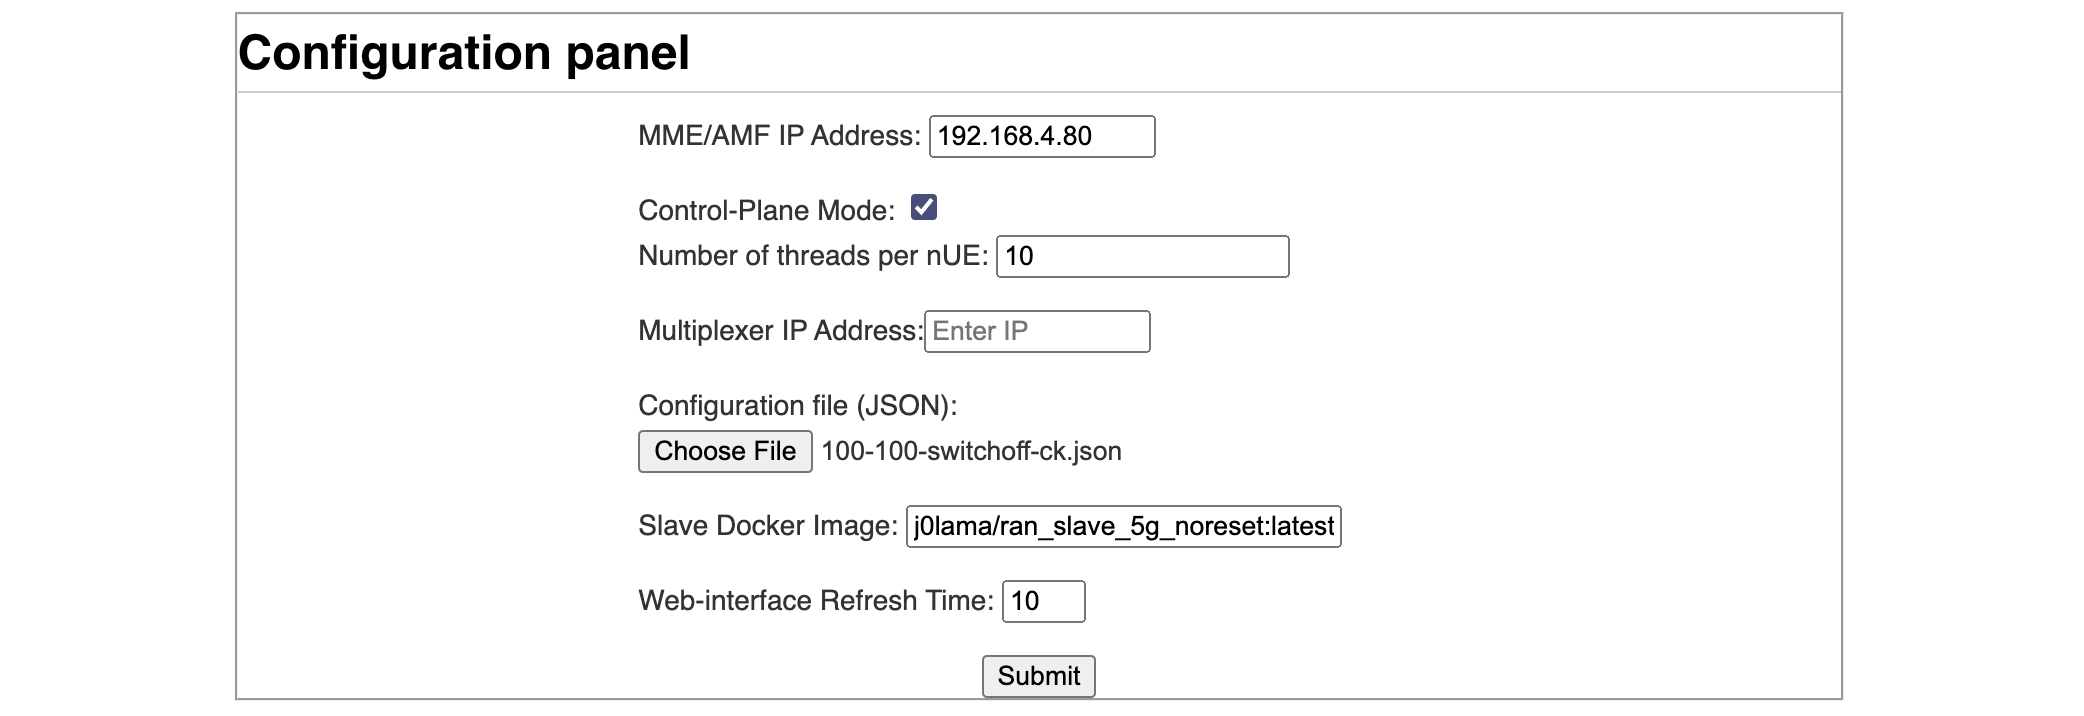 Configuration panel
MME/AMF IP Address: 192.168.4.80
Control-Plane Mode:
Number of threads per nUE: 10
Multiplexer IP Address: Enter IP
Configuration file (JSON):
Choose File 100-100-switchoff-ck.json
Slave Docker Image: j0lama/ran_slave_5g_noreset:latest
Web-interface Refresh Time: 10
Submit